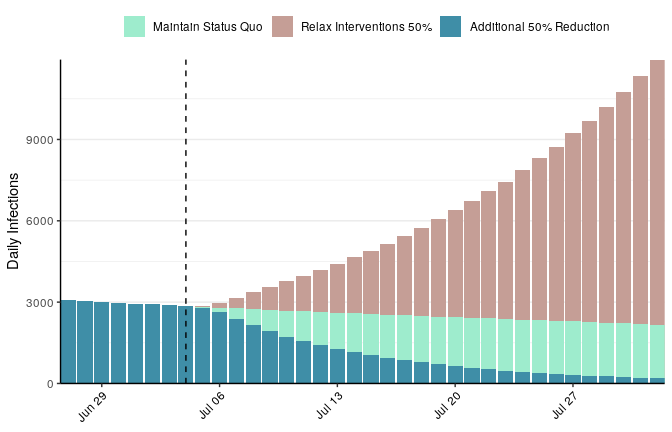 Maintain Status Quo Relax Interventions 50% Additional 50% Reduction
Daily Infections
9000
6000
3000
0
Jun 29 Jul 06 Jul 13 Jul 20 Jul 27